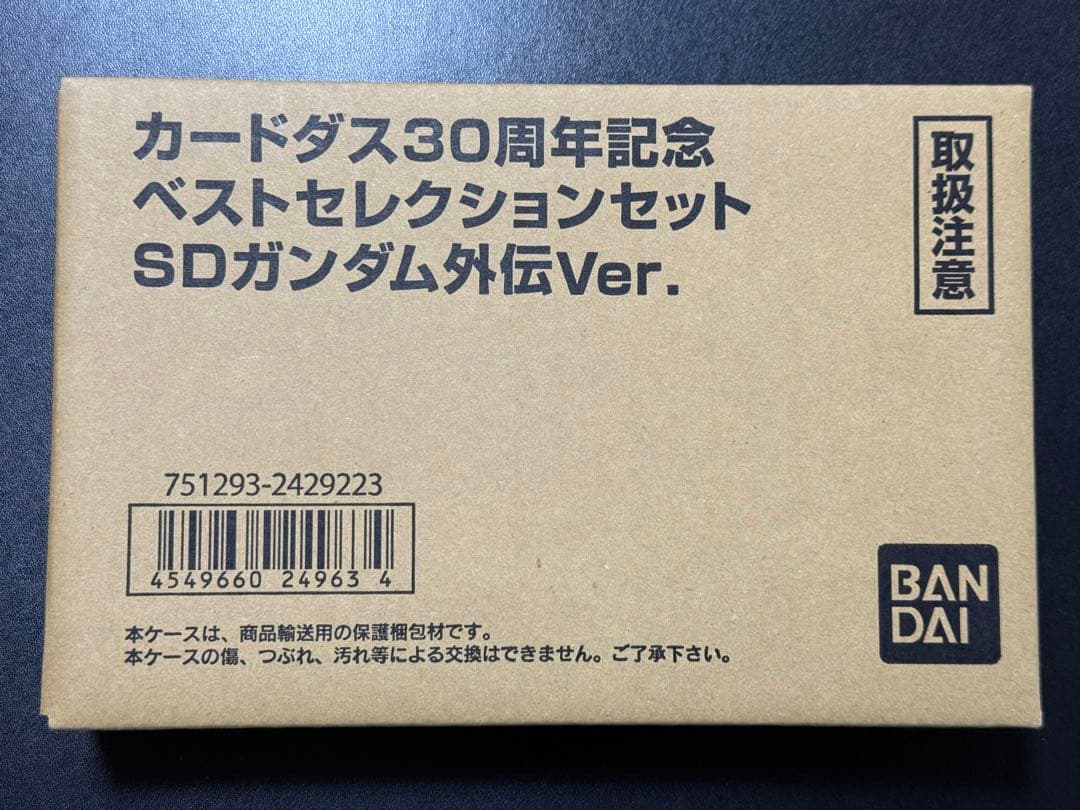 カードダス30周年記念
ベストセレクションセット
SDガンダム外伝Ver.
取扱注意
751293-2429223
4549660 24963 4
本ケースは、商品輸送用の保護梱包材です。
本ケースの傷、つぶれ、汚れ等による交換はできません。ご了承下さい。
BAN
DAI